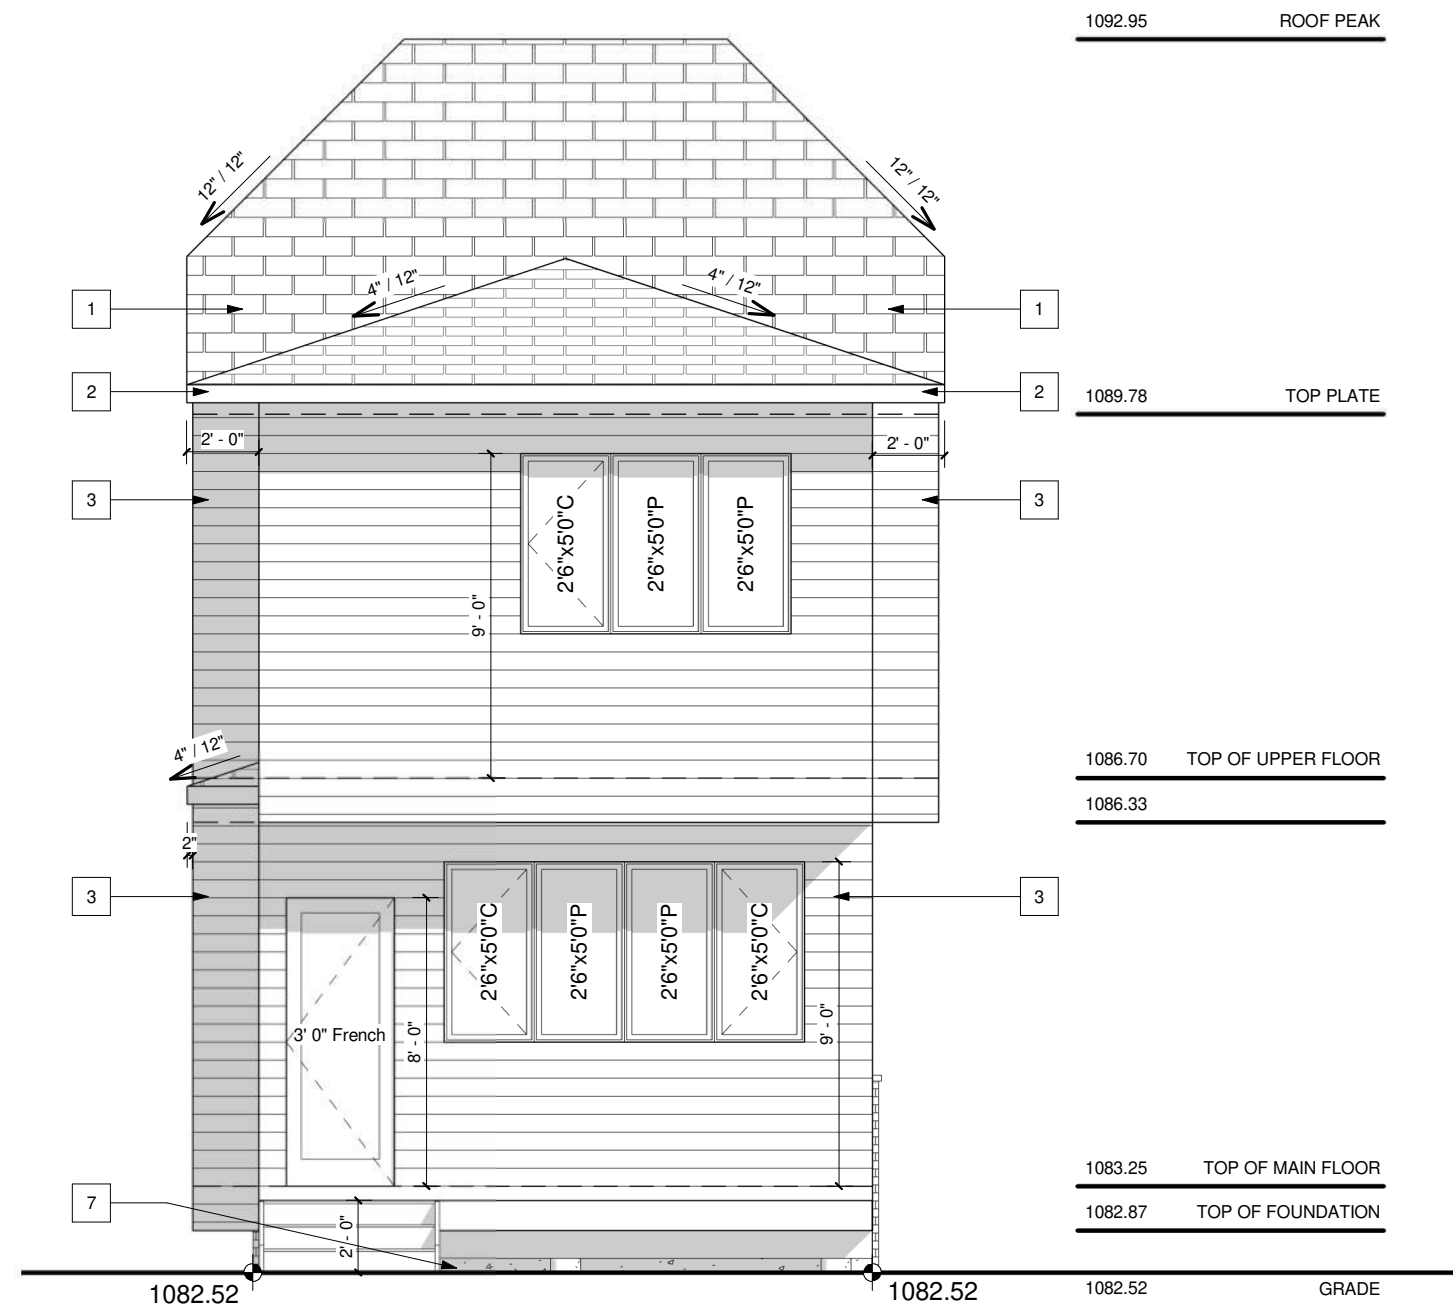 1092.95 ROOF PEAK
12" / 12"
12" / 12"
4" / 12"
4" / 12"
1
1
2
2
1089.78 TOP PLATE
2' - 0"
2' - 0"
3
3
2'6"x5'0"C
2'6"x5'0"P
2'6"x5'0"P
9' - 0"
4" / 12"
1086.70 TOP OF UPPER FLOOR
1086.33
2"
3
3
2'6"x5'0"C
2'6"x5'0"P
2'6"x5'0"P
2'6"x5'0"C
3' 0" French
8' - 0"
9' - 0"
1083.25 TOP OF MAIN FLOOR
7
1082.87 TOP OF FOUNDATION
2' - 0"
1082.52
1082.52
1082.52 GRADE